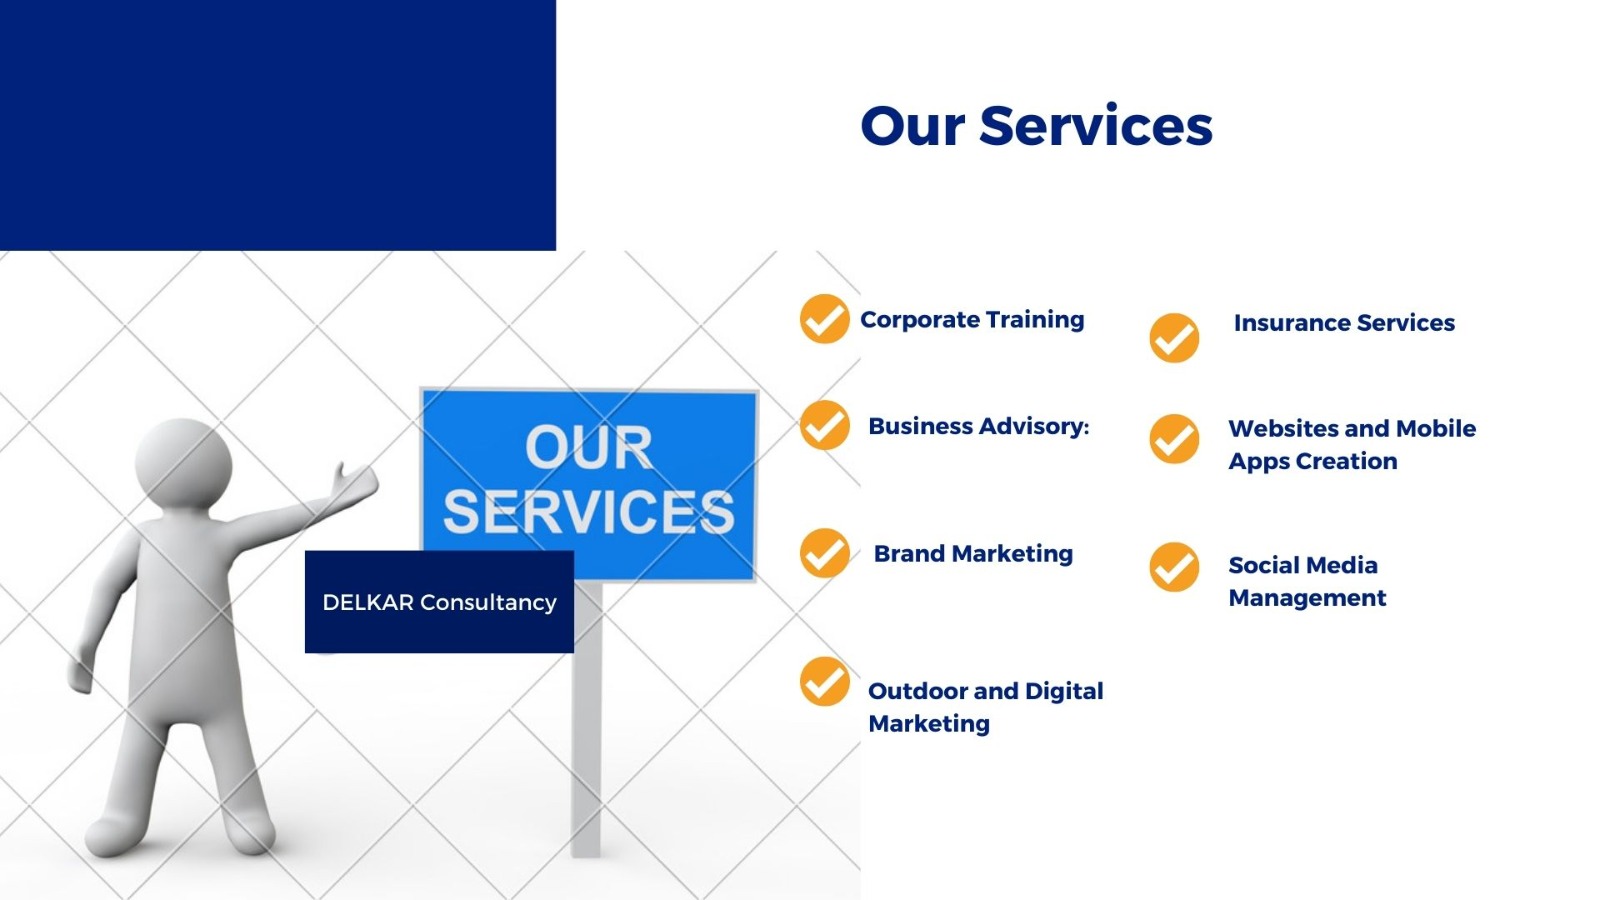 Our Services
OUR
SERVICES
DELKAR Consultancy
Corporate Training
Business Advisory:
Brand Marketing
Outdoor and Digital
Marketing
Insurance Services
Websites and Mobile
Apps Creation
Social Media
Management